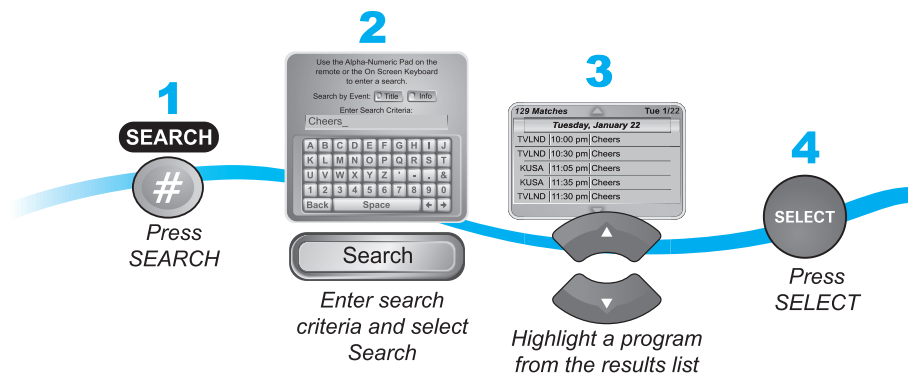 1
SEARCH
#
Press
SEARCH
2
Use the Alpha-Numeric Pad on the
remote or the On Screen Keyboard
to enter a search.
Search by Event: Title Info
Enter Search Criteria:
Cheers_
A B C D E F G H I J
K L M N O P Q R S T
U V W X Y Z ' - . &
1 2 3 4 5 6 7 8 9 0
Back Space
Search
Enter search
criteria and select
Search
3
129 Matches Tue 1/22
Tuesday, January 22
TVLND 10:00 pm Cheers
TVLND 10:30 pm Cheers
KUSA 11:05 pm Cheers
KUSA 11:35 pm Cheers
TVLND 11:30 pm Cheers
Highlight a program
from the results list
4
SELECT
Press
SELECT